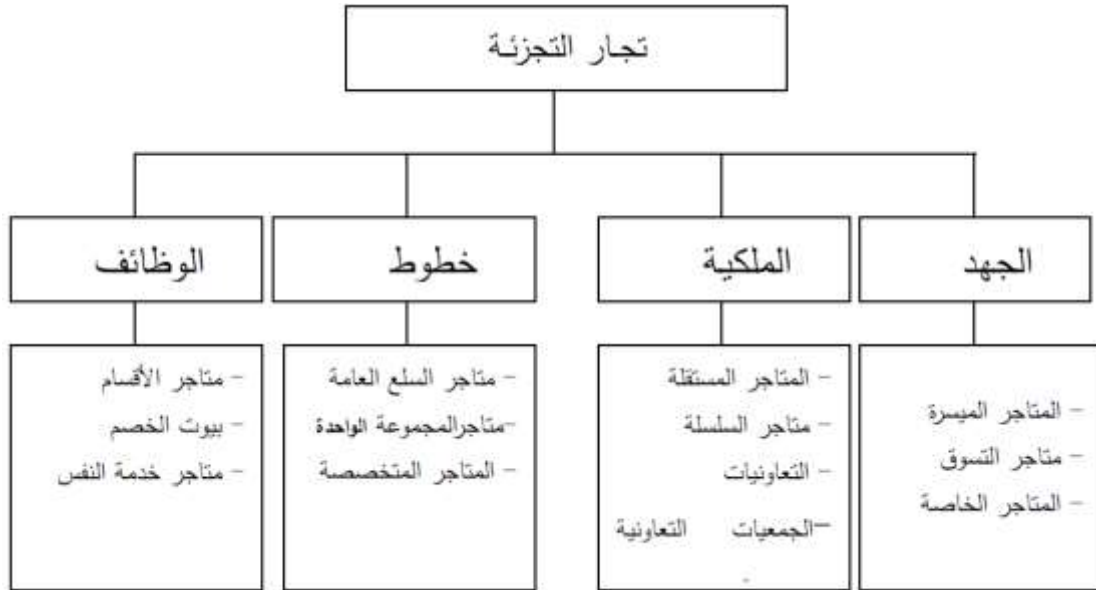 تجار التجزئة
الجهد
- المتاجر الميسرة
- متاجر التسوق
- المتاجر الخاصة
الملكية
- المتاجر المستقلة
- متاجر السلسلة
- التعاونيات
-الجمعيات التعاونية
خطوط
- متاجر السلع العامة
-متاجرالمجموعة الواحدة
- المتاجر المتخصصة
الوظائف
- متاجر الأقسام
- بيوت الخصم
- متاجر خدمة النفس